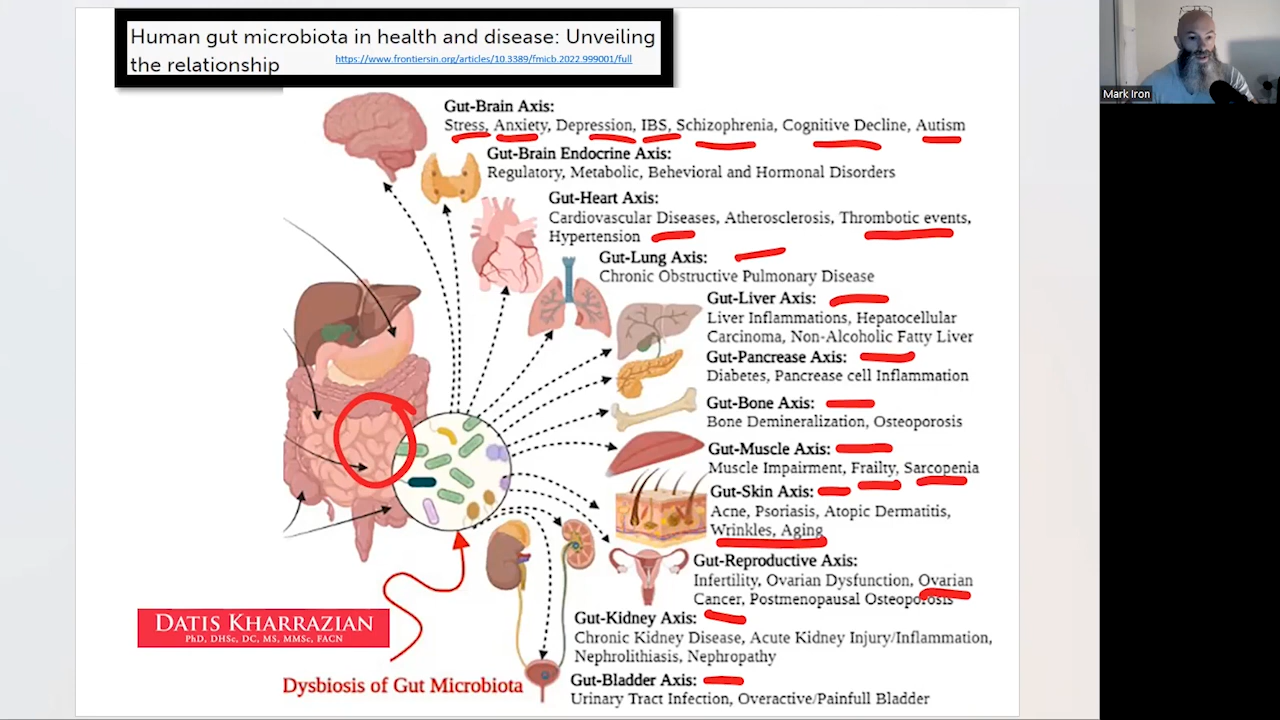 Human gut microbiota in health and disease: Unveiling
the relationship
https://www.frontiersin.org/articles/10.3389/fmicb.2022.999001/full
Mark Iron
Gut-Brain Axis:
Stress, Anxiety, Depression, IBS, Schizophrenia, Cognitive Decline, Autism
Gut-Brain Endocrine Axis:
Regulatory, Metabolic, Behevioral and Hormonal Disorders
Gut-Heart Axis:
Cardiovascular Diseases, Atherosclerosis, Thrombotic events,
Hypertension
Gut-Lung Axis:
Chronic Obstructive Pulmonary Disease
Gut-Liver Axis:
Liver Inflammations, Hepatocellular
Carcinoma, Non-Alcoholic Fatty Liver
Gut-Pancrease Axis:
Diabetes, Pancrease cell Inflammation
Gut-Bone Axis:
Bone Demineralization, Osteoporosis
Gut-Muscle Axis:
Muscle Impairment, Frailty, Sarcopenia
Gut-Skin Axis:
Acne, Psoriasis, Atopic Dermatitis,
Wrinkles, Aging
Gut-Reproductive Axis:
Infertility, Ovarian Dysfunction, Ovarian
Cancer, Postmenopausal Osteoporosis
Gut-Kidney Axis:
Chronic Kidney Disease, Acute Kidney Injury/Inflammation,
Nephrolithiasis, Nephropathy
Gut-Bladder Axis:
Urinary Tract Infection, Overactive/Painfull Bladder
DATIS KHARRAZIAN
PhD, DHSc, DC, MS, MMSc, FACN
Dysbiosis of Gut Microbiota